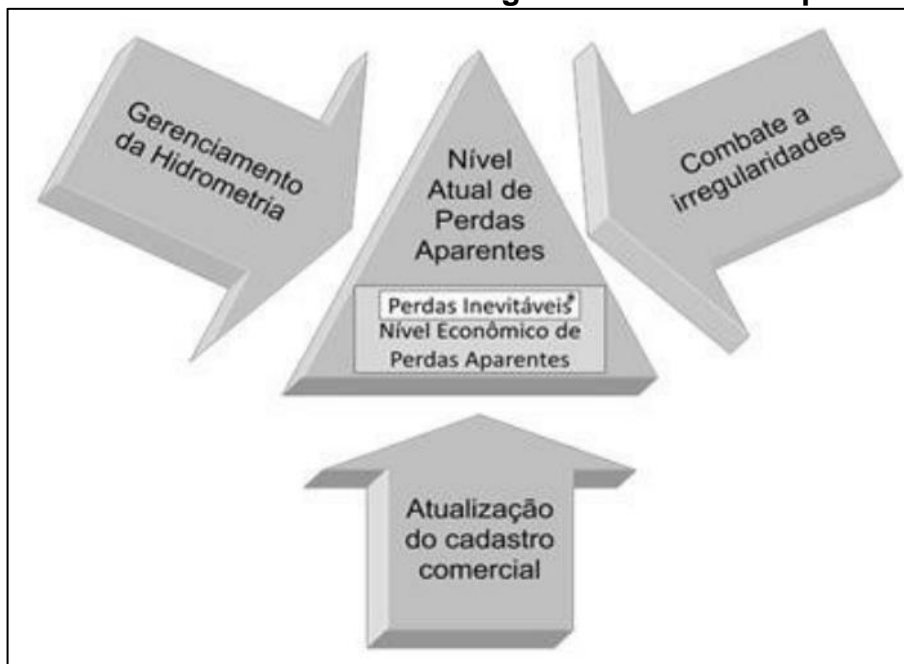 Gerenciamento
da Hidrometria
Nível
Atual de
Perdas
Aparentes
Combate a
irregularidades
Perdas Inevitáveis*
Nível Econômico de
Perdas Aparentes
Atualização
do cadastro
comercial